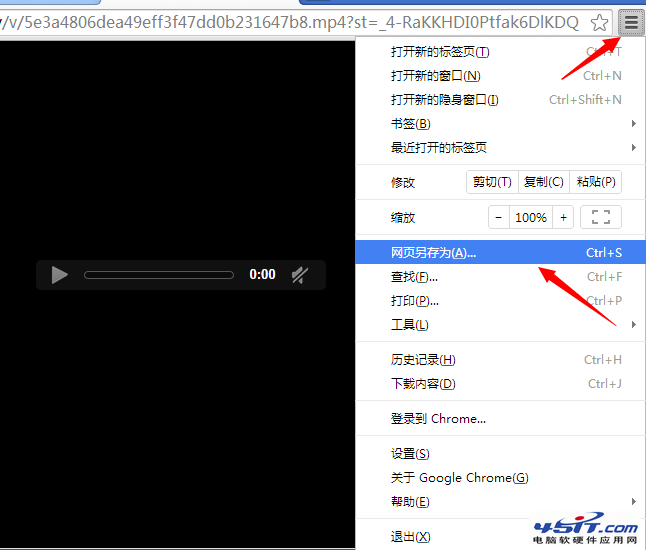 /v/5e3a4806dea49eff3f47dd0b231647b8.mp4?st=_4-RaKKHDI0Ptfak6DlKDQ
打开新的标签页(T) Ctrl+T
打开新的窗口(N) Ctrl+N
打开新的隐身窗口(I) Ctrl+Shift+N
书签(B)
最近打开的标签页
修改 剪切(T) 复制(C) 粘贴(P)
缩放 − 100% +
0:00
网页另存为(A)... Ctrl+S
查找(F)... Ctrl+F
打印(P)... Ctrl+P
工具(L)
历史记录(H) Ctrl+H
下载内容(D) Ctrl+J
登录到 Chrome...
设置(S)
关于 Google Chrome(G)
帮助(E)
退出(X)
45IT.com
电脑软硬件应用网